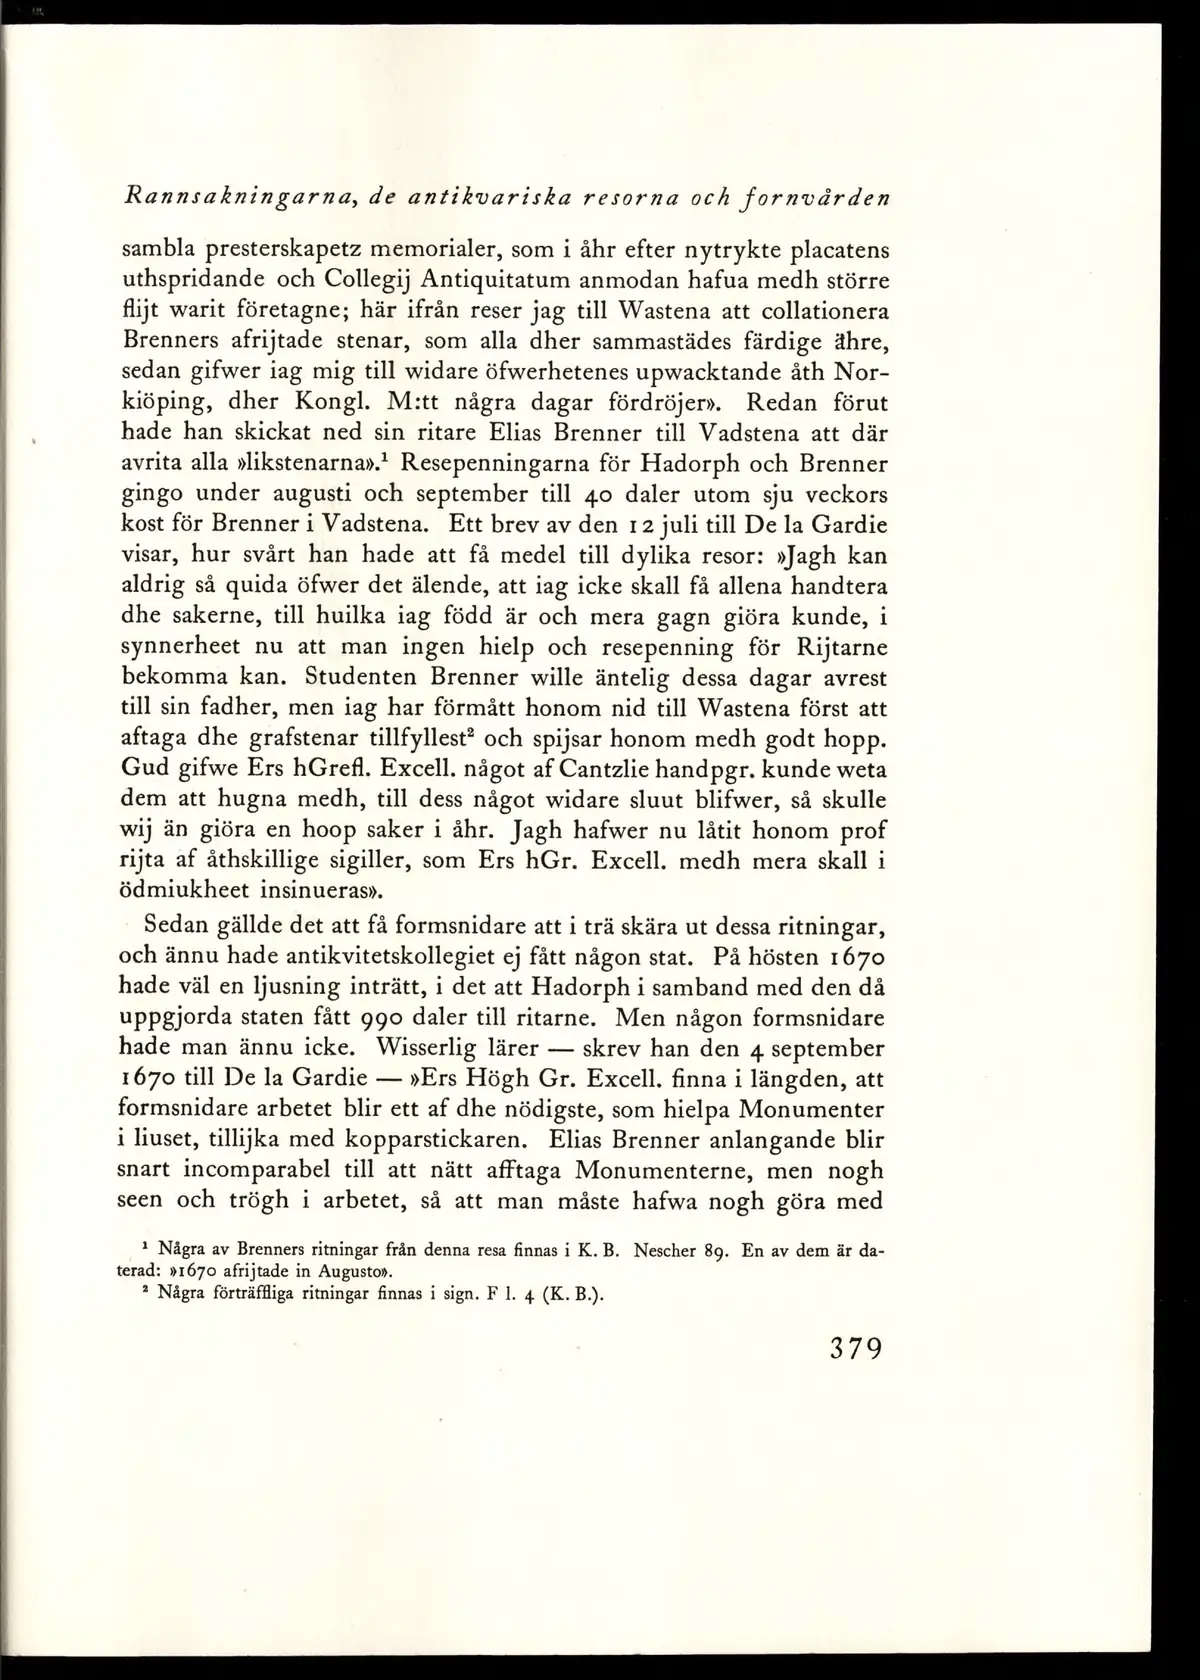 Rannsakningarna, de antikvariska resorna och fornvården
sambla presterskapetz memorialer, som i åhr efter nytrykte placatens
uthspridande och Collegij Antiquitatum anmodan hafua medh större
flijt warit företagne; här ifrån reser jag till Wastena att collationera
Brenners afrijtade stenar, som alla dher sammastädes färdige ähre,
sedan gifwer iag mig till widare öfwerhetenes upwacktande åth Nor-
kiöping, dher Kongl. M:tt några dagar fördröjer». Redan förut
hade han skickat ned sin ritare Elias Brenner till Vadstena att där
avrita alla »likstenarna».¹ Resepenningarna för Hadorph och Brenner
gingo under augusti och september till 40 daler utom sju veckors
kost för Brenner i Vadstena. Ett brev av den 12 juli till De la Gardie
visar, hur svårt han hade att få medel till dylika resor: »Jagh kan
aldrig så quida öfwer det älende, att iag icke skall få allena handtera
dhe sakerne, till huilka iag född är och mera gagn giöra kunde, i
synnerheet nu att man ingen hielp och resepenning för Rijtarne
bekomma kan. Studenten Brenner wille äntelig dessa dagar avrest
till sin fadher, men iag har förmått honom nid till Wastena först att
aftaga dhe grafstenar tillfyllest² och spijsar honom medh godt hopp.
Gud gifwe Ers hGrefl. Excell. något af Cantzlie handpgr. kunde weta
dem att hugna medh, till dess något widare sluut blifwer, så skulle
wij än giöra en hoop saker i åhr. Jagh hafwer nu låtit honom prof
rijta af åthskillige sigiller, som Ers hGr. Excell. medh mera skall i
ödmiukheet insinueras».
Sedan gällde det att få formsnidare att i trä skära ut dessa ritningar,
och ännu hade antikvitetskollegiet ej fått någon stat. På hösten 1670
hade väl en ljusning inträtt, i det att Hadorph i samband med den då
uppgjorda staten fått 990 daler till ritarne. Men någon formsnidare
hade man ännu icke. Wisserlig lärer — skrev han den 4 september
1670 till De la Gardie — »Ers Högh Gr. Excell. finna i längden, att
formsnidare arbetet blir ett af dhe nödigste, som hielpa Monumenter
i liuset, tillijka med kopparstickaren. Elias Brenner anlangande blir
snart incomparabel till att nätt afftaga Monumenterne, men nogh
seen och trögh i arbetet, så att man måste hafwa nogh göra med
¹ Några av Brenners ritningar från denna resa finnas i K. B. Nescher 89. En av dem är da-
terad: »1670 afrijtade in Augusto».
² Några förträffliga ritningar finnas i sign. F l. 4 (K. B.).
379